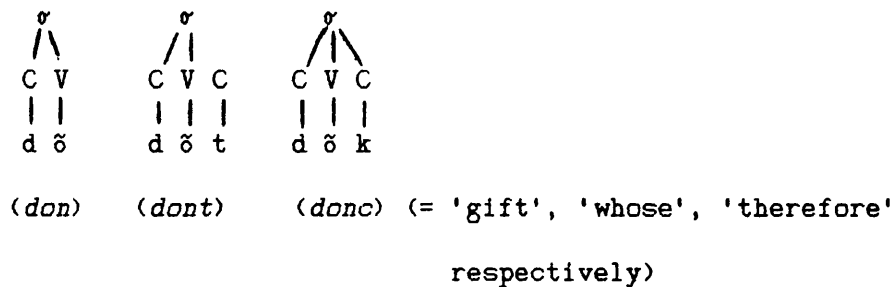 σ σ σ
C V C V C C V C
d õ d õ t d õ k
(don) (dont) (donc) (= 'gift', 'whose', 'therefore'
respectively)